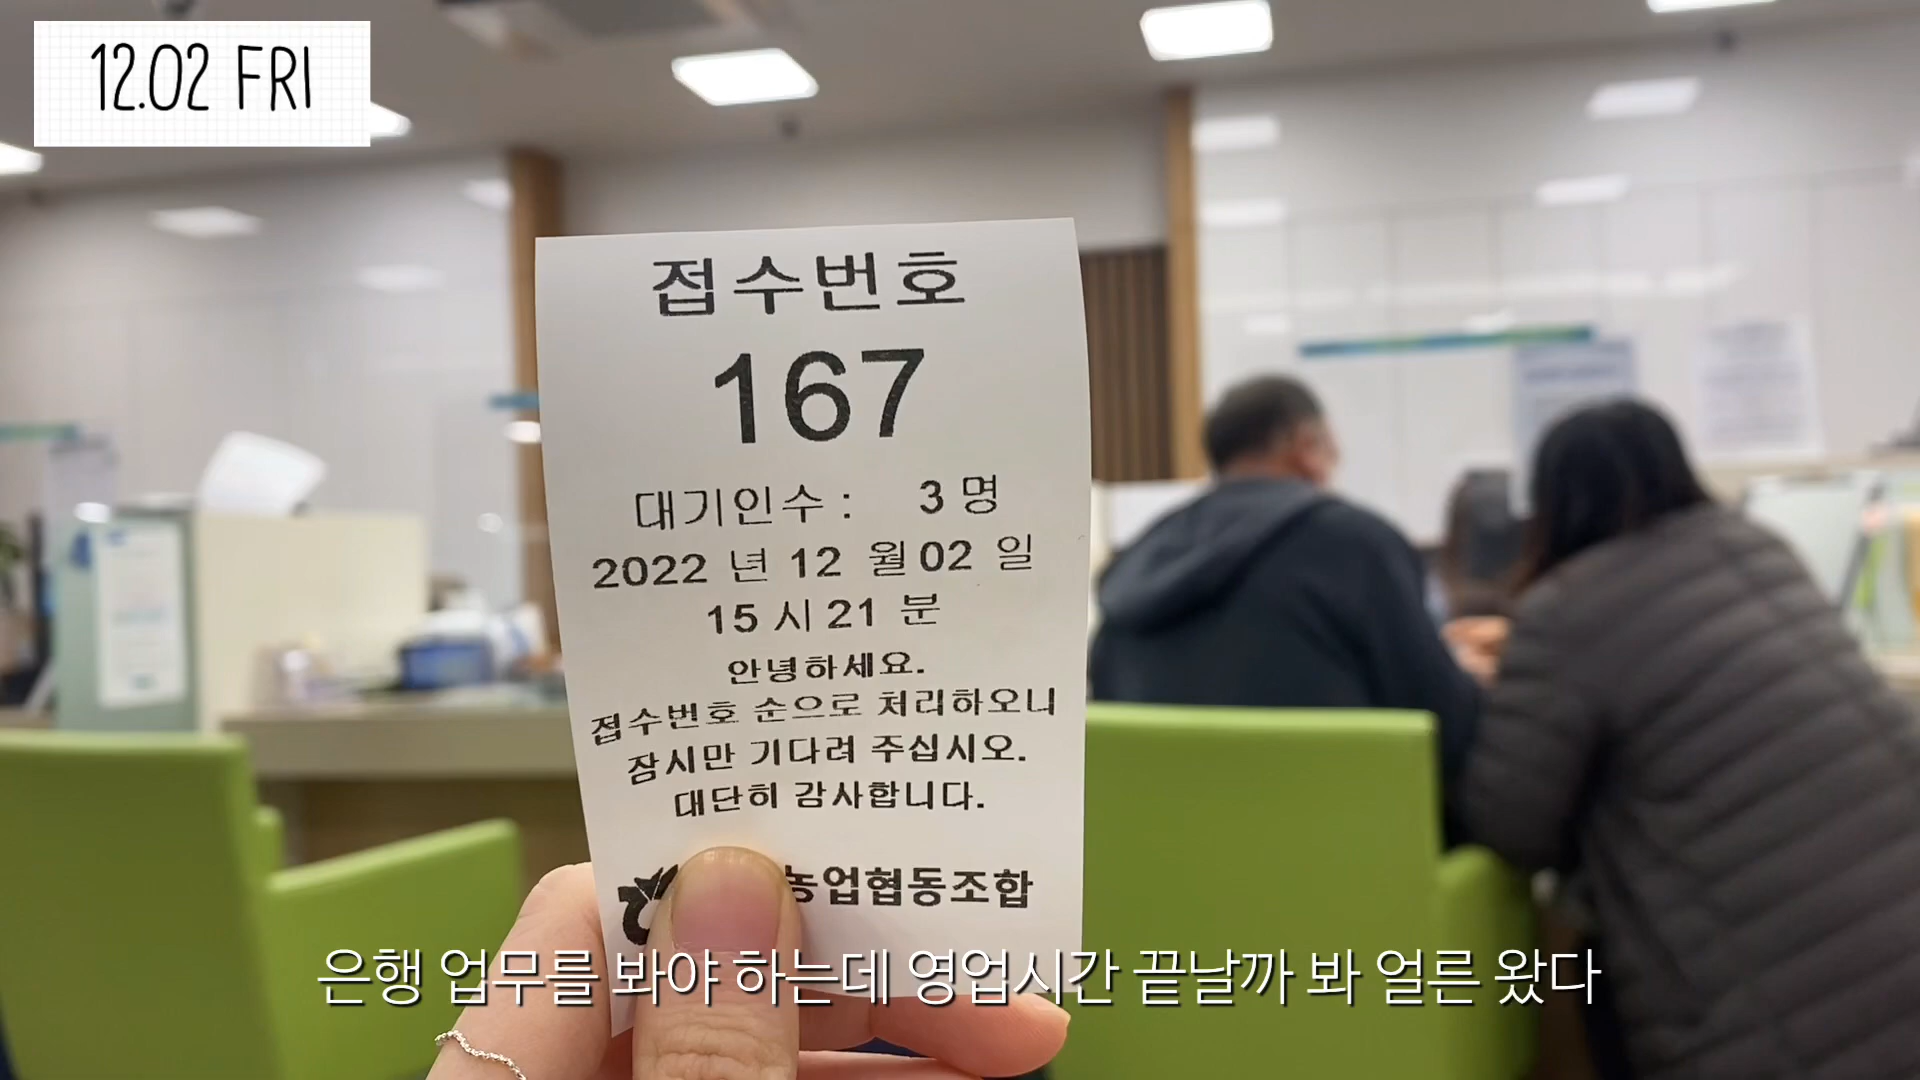 12.02 FRI
접수번호
167
대기인수 : 3 명
2022 년 12 월 02 일
15 시 21 분
안녕하세요.
접수번호 순으로 처리하오니
잠시만 기다려 주십시오.
대단히 감사합니다.
농업협동조합
은행 업무를 봐야 하는데 영업시간 끝날까 봐 얼른 왔다